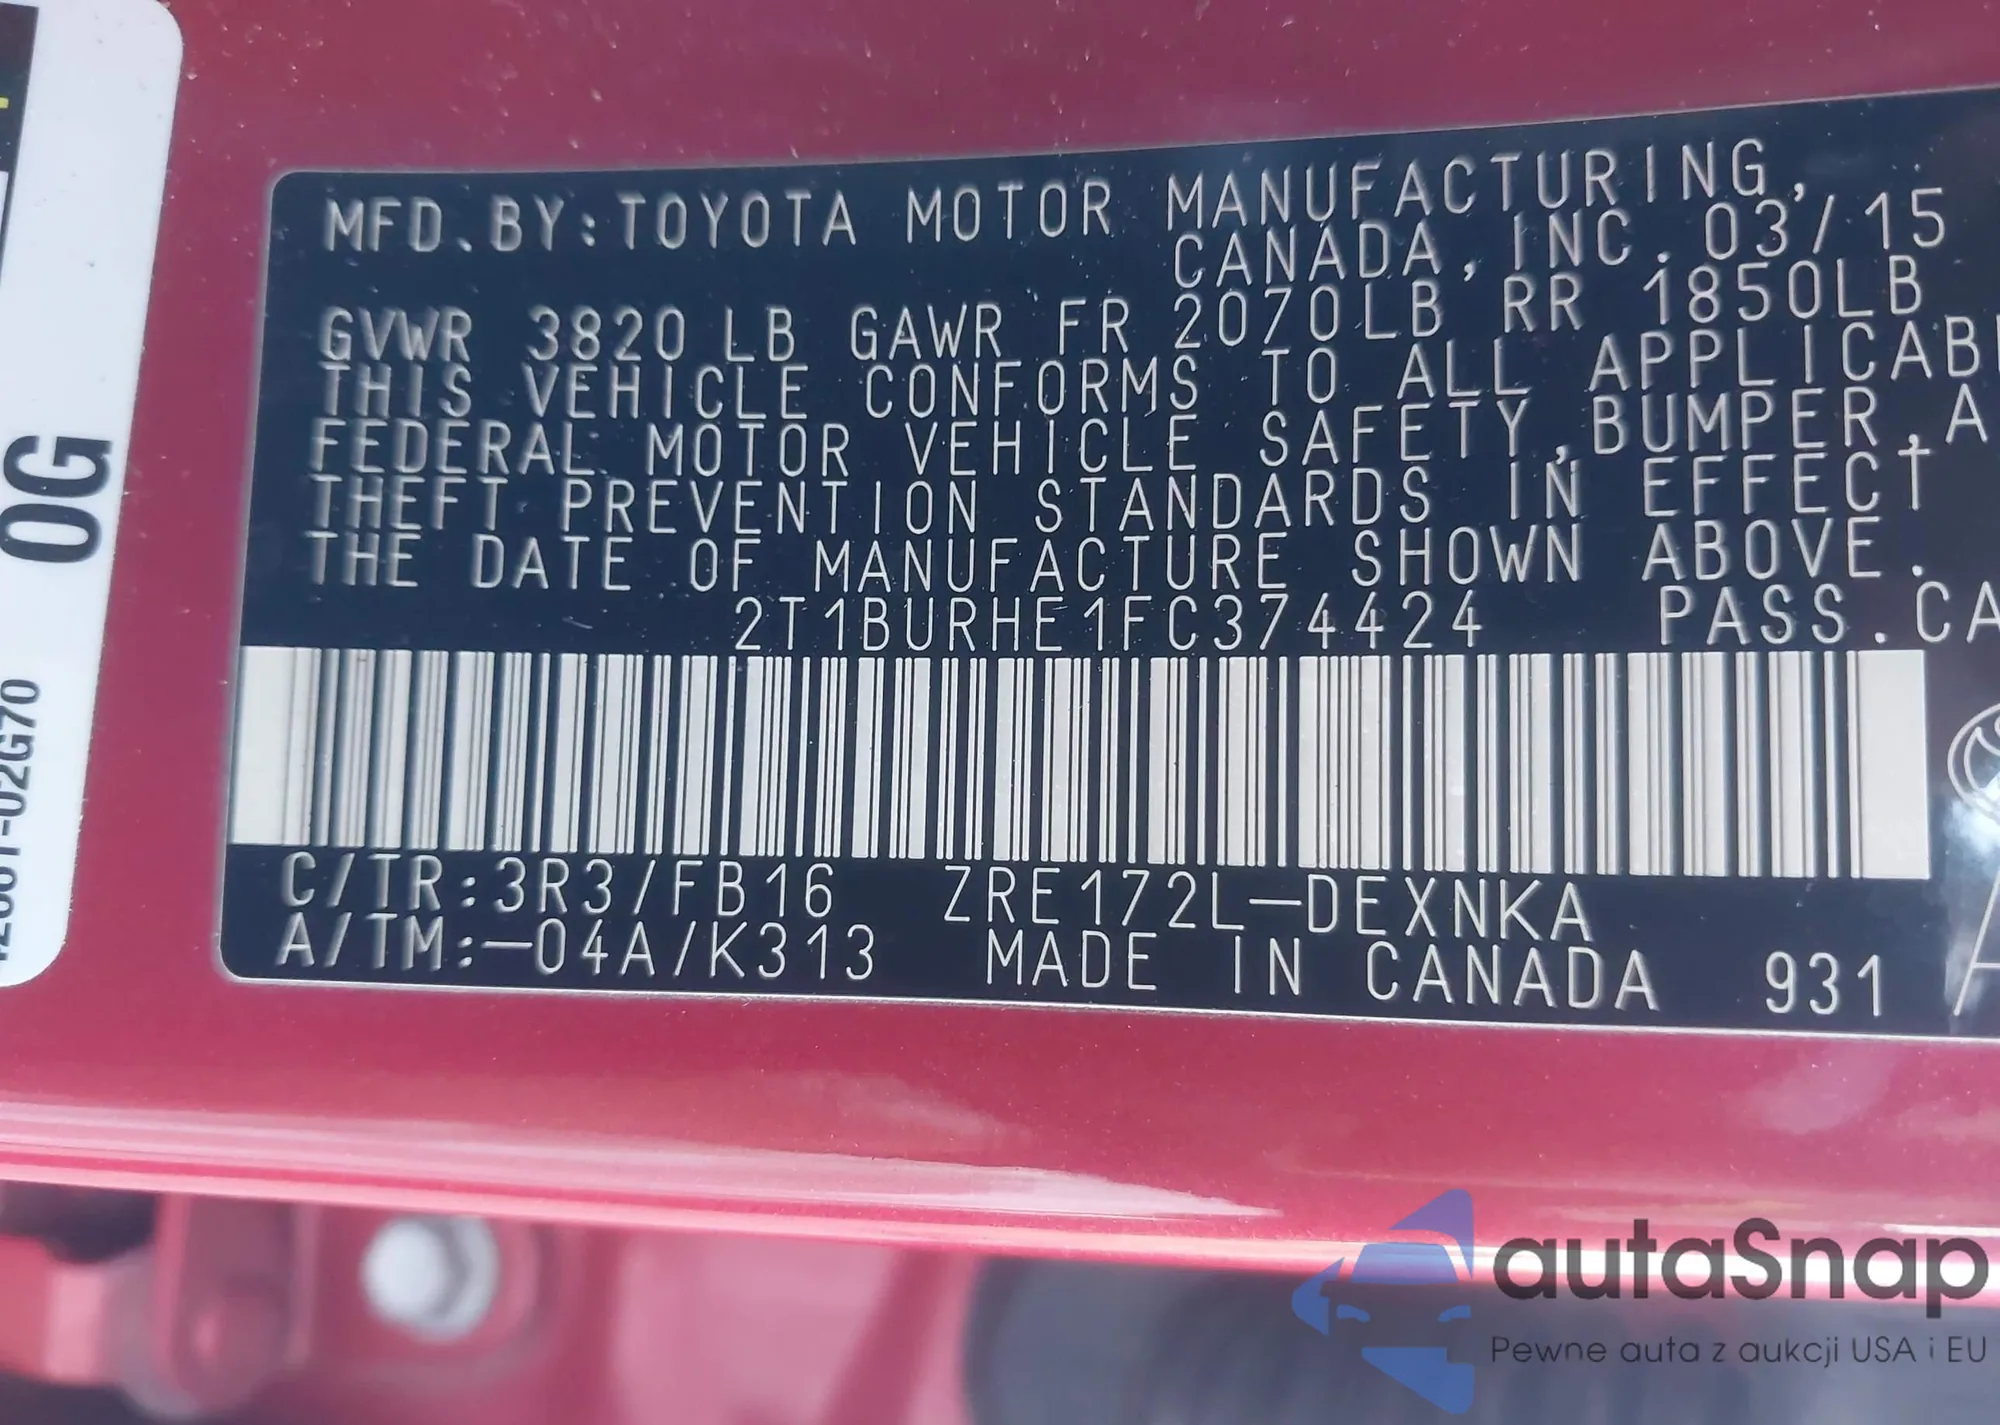 MFD.BY:TOYOTA MOTOR MANUFACTURING,
CANADA, INC. 03/15
GVWR 3820 LB GAWR FR 2070LB RR 1850LB
THIS VEHICLE CONFORMS TO ALL APPLICABL
FEDERAL MOTOR VEHICLE SAFETY,BUMPER,A
THEFT PREVENTION STANDARDS IN EFFECT
THE DATE OF MANUFACTURE SHOWN ABOVE.
2T1BURHE1FC374424 PASS.CA
C/TR:3R3/FB16 ZRE172L-DEXNKA
A/TM:-04A/K313 MADE IN CANADA 931
0G
autaSnap
Pewne auta z aukcji USA i EU